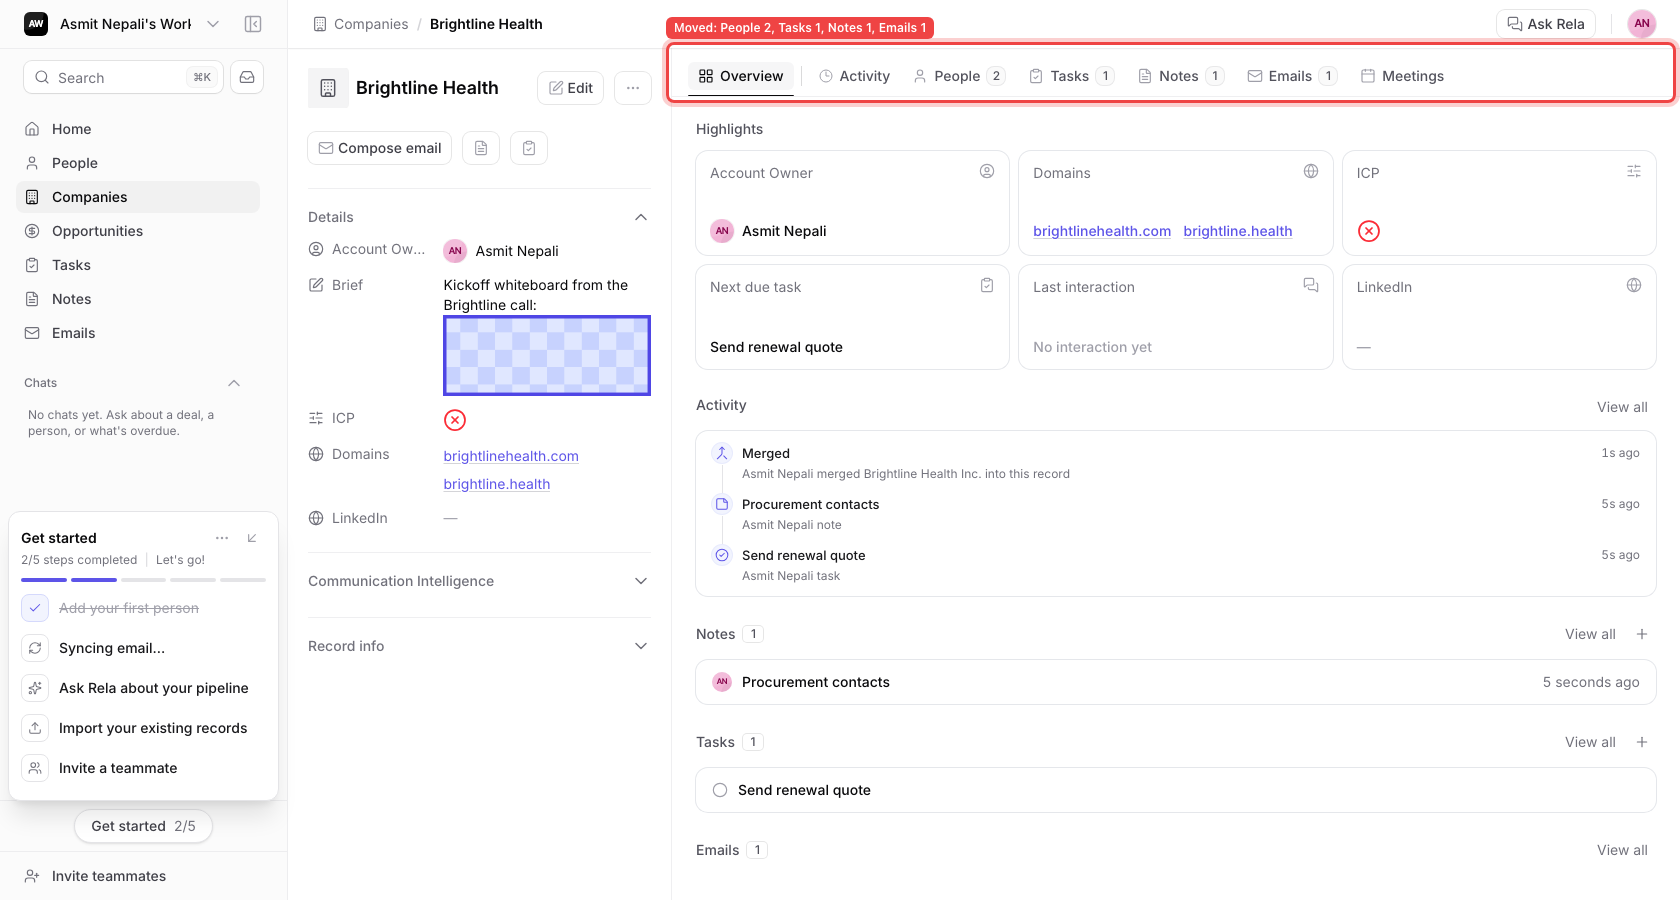 AW Asmit Nepali's Work
Search ⌘K
Home
People
Companies
Opportunities
Tasks
Notes
Emails
Chats
No chats yet. Ask about a deal, a
person, or what's overdue.
Get started
2/5 steps completed Let's go!
Add your first person
Syncing email...
Ask Rela about your pipeline
Import your existing records
Invite a teammate
Get started 2/5
Invite teammates
Companies / Brightline Health
Ask Rela AN
Brightline Health Edit
Compose email
Details
Account Ow... AN Asmit Nepali
Brief Kickoff whiteboard from the
Brightline call:
ICP
Domains brightlinehealth.com
brightline.health
LinkedIn —
Communication Intelligence
Record info
Moved: People 2, Tasks 1, Notes 1, Emails 1
Overview Activity People 2 Tasks 1 Notes 1 Emails 1 Meetings
Highlights
Account Owner
AN Asmit Nepali
Domains
brightlinehealth.com brightline.health
ICP
Next due task
Send renewal quote
Last interaction
No interaction yet
LinkedIn
—
Activity View all
Merged 1s ago
Asmit Nepali merged Brightline Health Inc. into this record
Procurement contacts 5s ago
Asmit Nepali note
Send renewal quote 5s ago
Asmit Nepali task
Notes 1 View all
AN Procurement contacts 5 seconds ago
Tasks 1 View all
Send renewal quote
Emails 1 View all